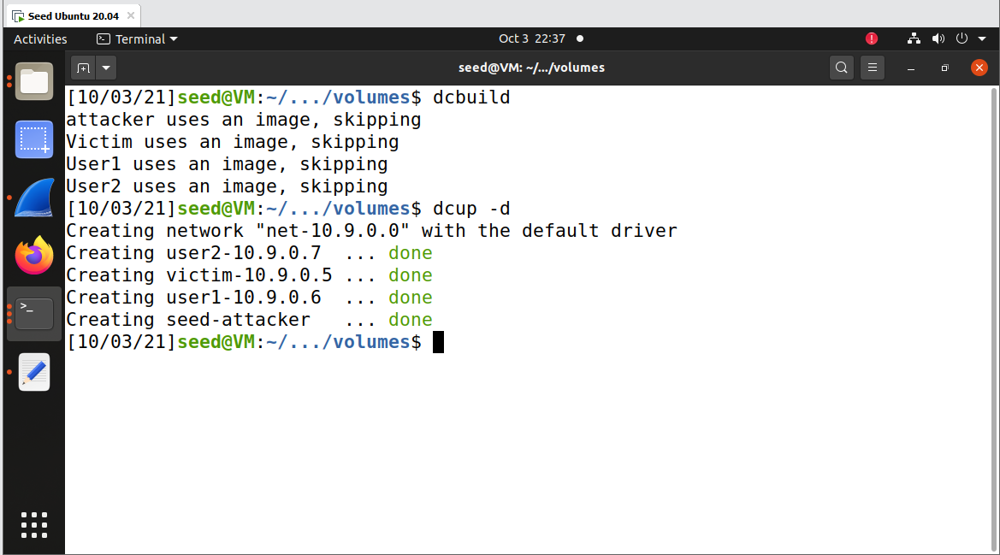 Seed Ubuntu 20.04
Activities Terminal Oct 3 22:37
seed@VM: ~/.../volumes
[10/03/21]seed@VM:~/.../volumes$ dcbuild
attacker uses an image, skipping
Victim uses an image, skipping
User1 uses an image, skipping
User2 uses an image, skipping
[10/03/21]seed@VM:~/.../volumes$ dcup -d
Creating network "net-10.9.0.0" with the default driver
Creating user2-10.9.0.7  ... done
Creating victim-10.9.0.5 ... done
Creating user1-10.9.0.6  ... done
Creating seed-attacker   ... done
[10/03/21]seed@VM:~/.../volumes$